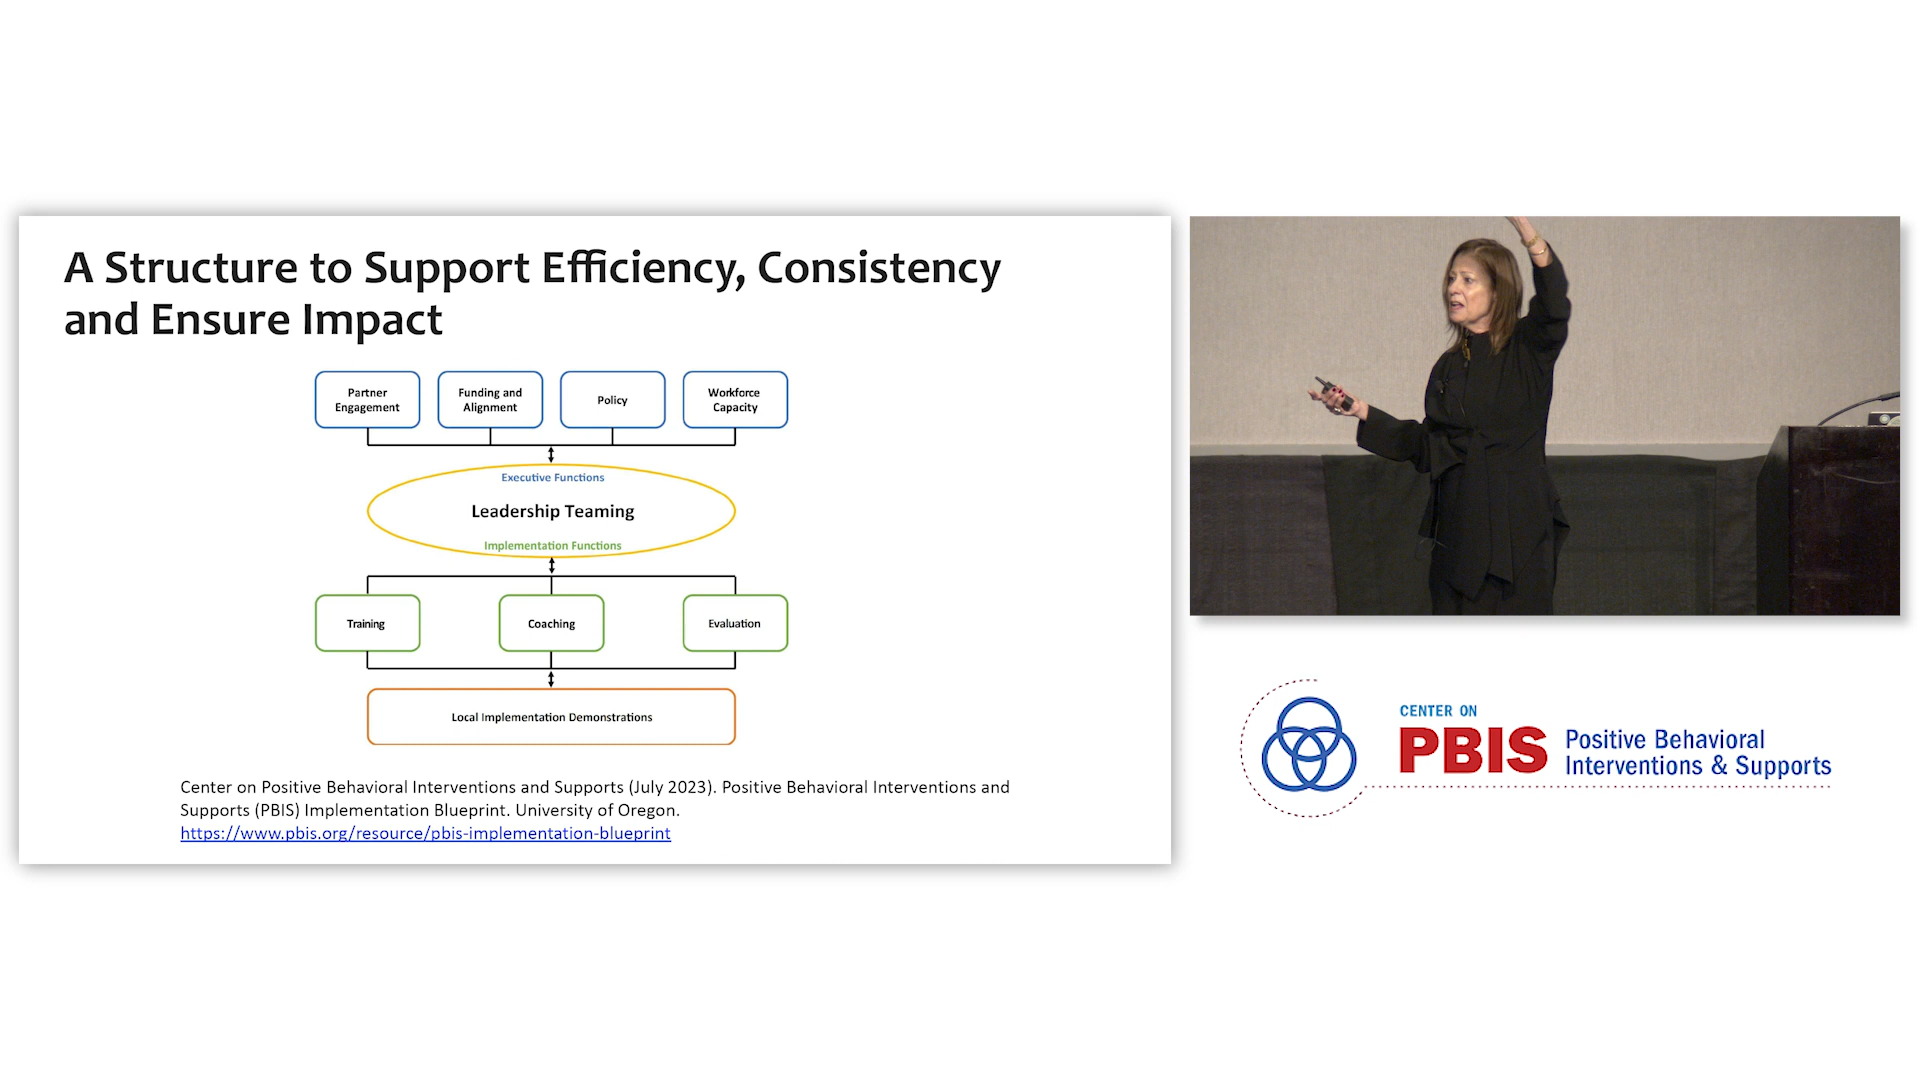 A Structure to Support Efficiency, Consistency
and Ensure Impact
Partner
Engagement
Funding and
Alignment
Policy
Workforce
Capacity
Executive Functions
Leadership Teaming
Implementation Functions
Training
Coaching
Evaluation
Local Implementation Demonstrations
Center on Positive Behavioral Interventions and Supports (July 2023). Positive Behavioral Interventions and
Supports (PBIS) Implementation Blueprint. University of Oregon.
https://www.pbis.org/resource/pbis-implementation-blueprint
CENTER ON
PBIS
Positive Behavioral
Interventions & Supports